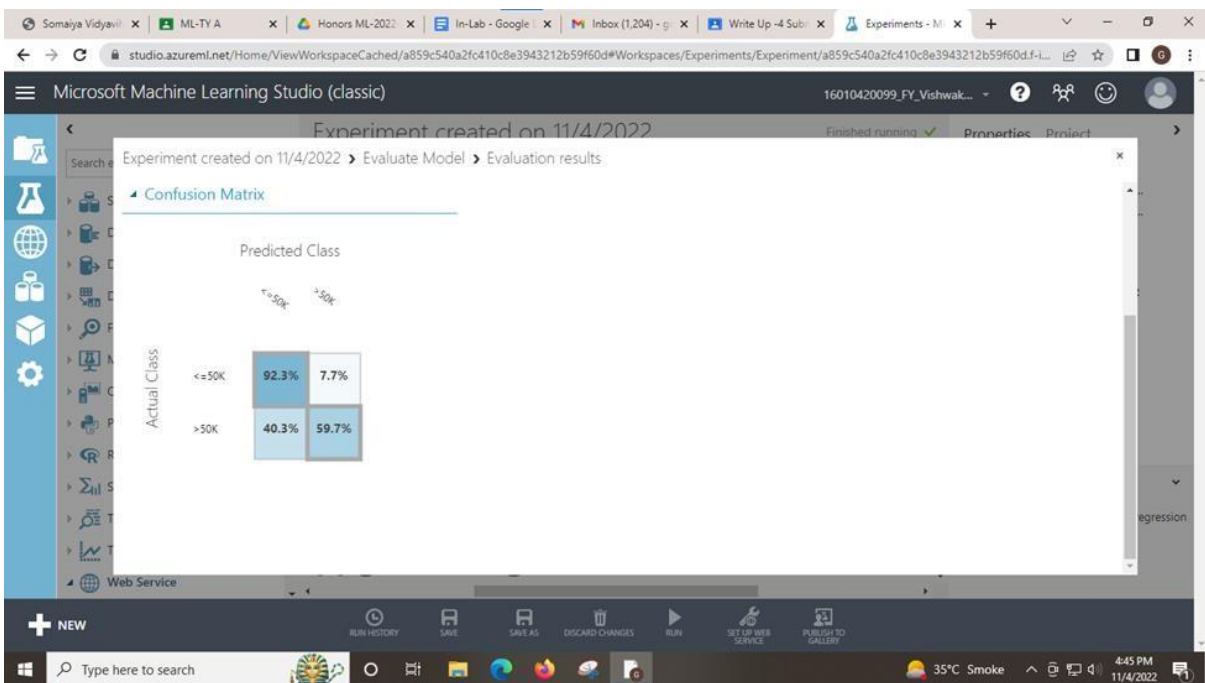 Somaiya Vidyavi
ML-TY A
Honors ML-2022
In-Lab - Google
Inbox (1,204) - g
Write Up -4 Subn
Experiments - Mi
studio.azureml.net/Home/ViewWorkspaceCached/a859c540a2fc410c8e3943212b59f60d#Workspaces/Experiments/Experiment/a859c540a2fc410c8e3943212b59f60d.f-i...
G
Microsoft Machine Learning Studio (classic)
16010420099_FY_Vishwak...
Experiment created on 11/4/2022
Finished running
Properties Project
Search e
Experiment created on 11/4/2022 > Evaluate Model > Evaluation results
Confusion Matrix
Predicted Class
<=50K >50K
Actual Class
<=50K 92.3% 7.7%
>50K 40.3% 59.7%
egression
Web Service
NEW
RUN HISTORY
SAVE
SAVE AS
DISCARD CHANGES
RUN
SET UP WEB SERVICE
PUBLISH TO GALLERY
Type here to search
35°C Smoke
4:45 PM
11/4/2022